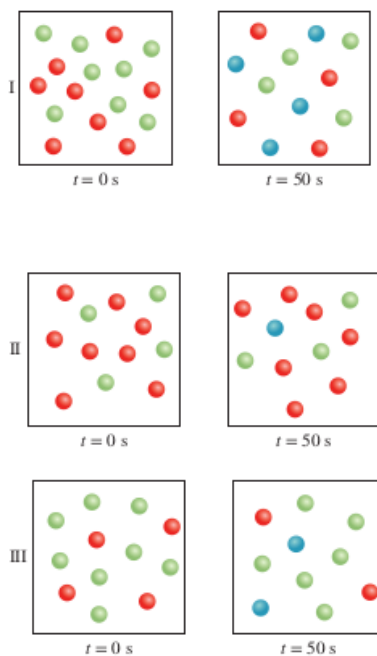 I
t = 0 s
t = 50 s
II
t = 0 s
t = 50 s
III
t = 0 s
t = 50 s